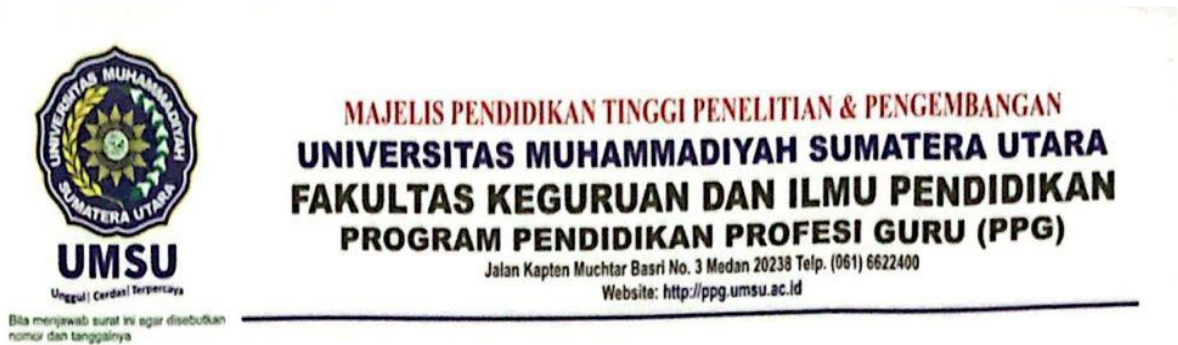 UNIVERSITAS MUHAMMADIYAH
SUMATERA UTARA
UMSU
Unggul | Cerdas | Terpercaya
Bila menjawab surat ini agar disebutkan
nomor dan tanggalnya
MAJELIS PENDIDIKAN TINGGI PENELITIAN & PENGEMBANGAN
UNIVERSITAS MUHAMMADIYAH SUMATERA UTARA
FAKULTAS KEGURUAN DAN ILMU PENDIDIKAN
PROGRAM PENDIDIKAN PROFESI GURU (PPG)
Jalan Kapten Muchtar Basri No. 3 Medan 20238 Telp. (061) 6622400
Website: http://ppg.umsu.ac.id